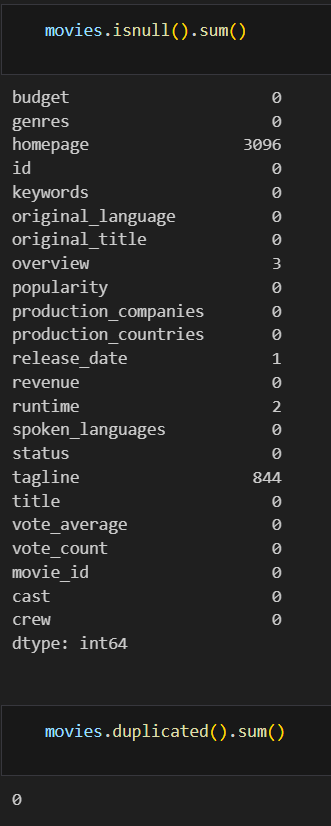 movies.isnull().sum()
budget 0
genres 0
homepage 3096
id 0
keywords 0
original_language 0
original_title 0
overview 3
popularity 0
production_companies 0
production_countries 0
release_date 1
revenue 0
runtime 2
spoken_languages 0
status 0
tagline 844
title 0
vote_average 0
vote_count 0
movie_id 0
cast 0
crew 0
dtype: int64
movies.duplicated().sum()
0